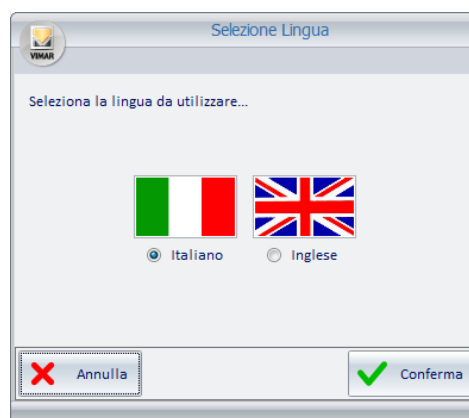 Selezione Lingua
VIMAR
Seleziona la lingua da utilizzare...
Italiano
Inglese
Annulla
Conferma